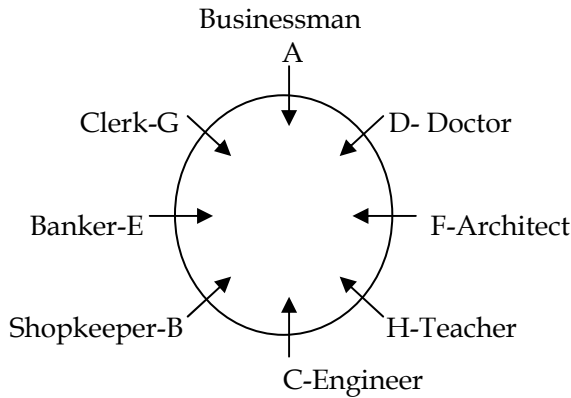 Businessman
A
Clerk-G
D- Doctor
Banker-E
F-Architect
Shopkeeper-B
H-Teacher
C-Engineer